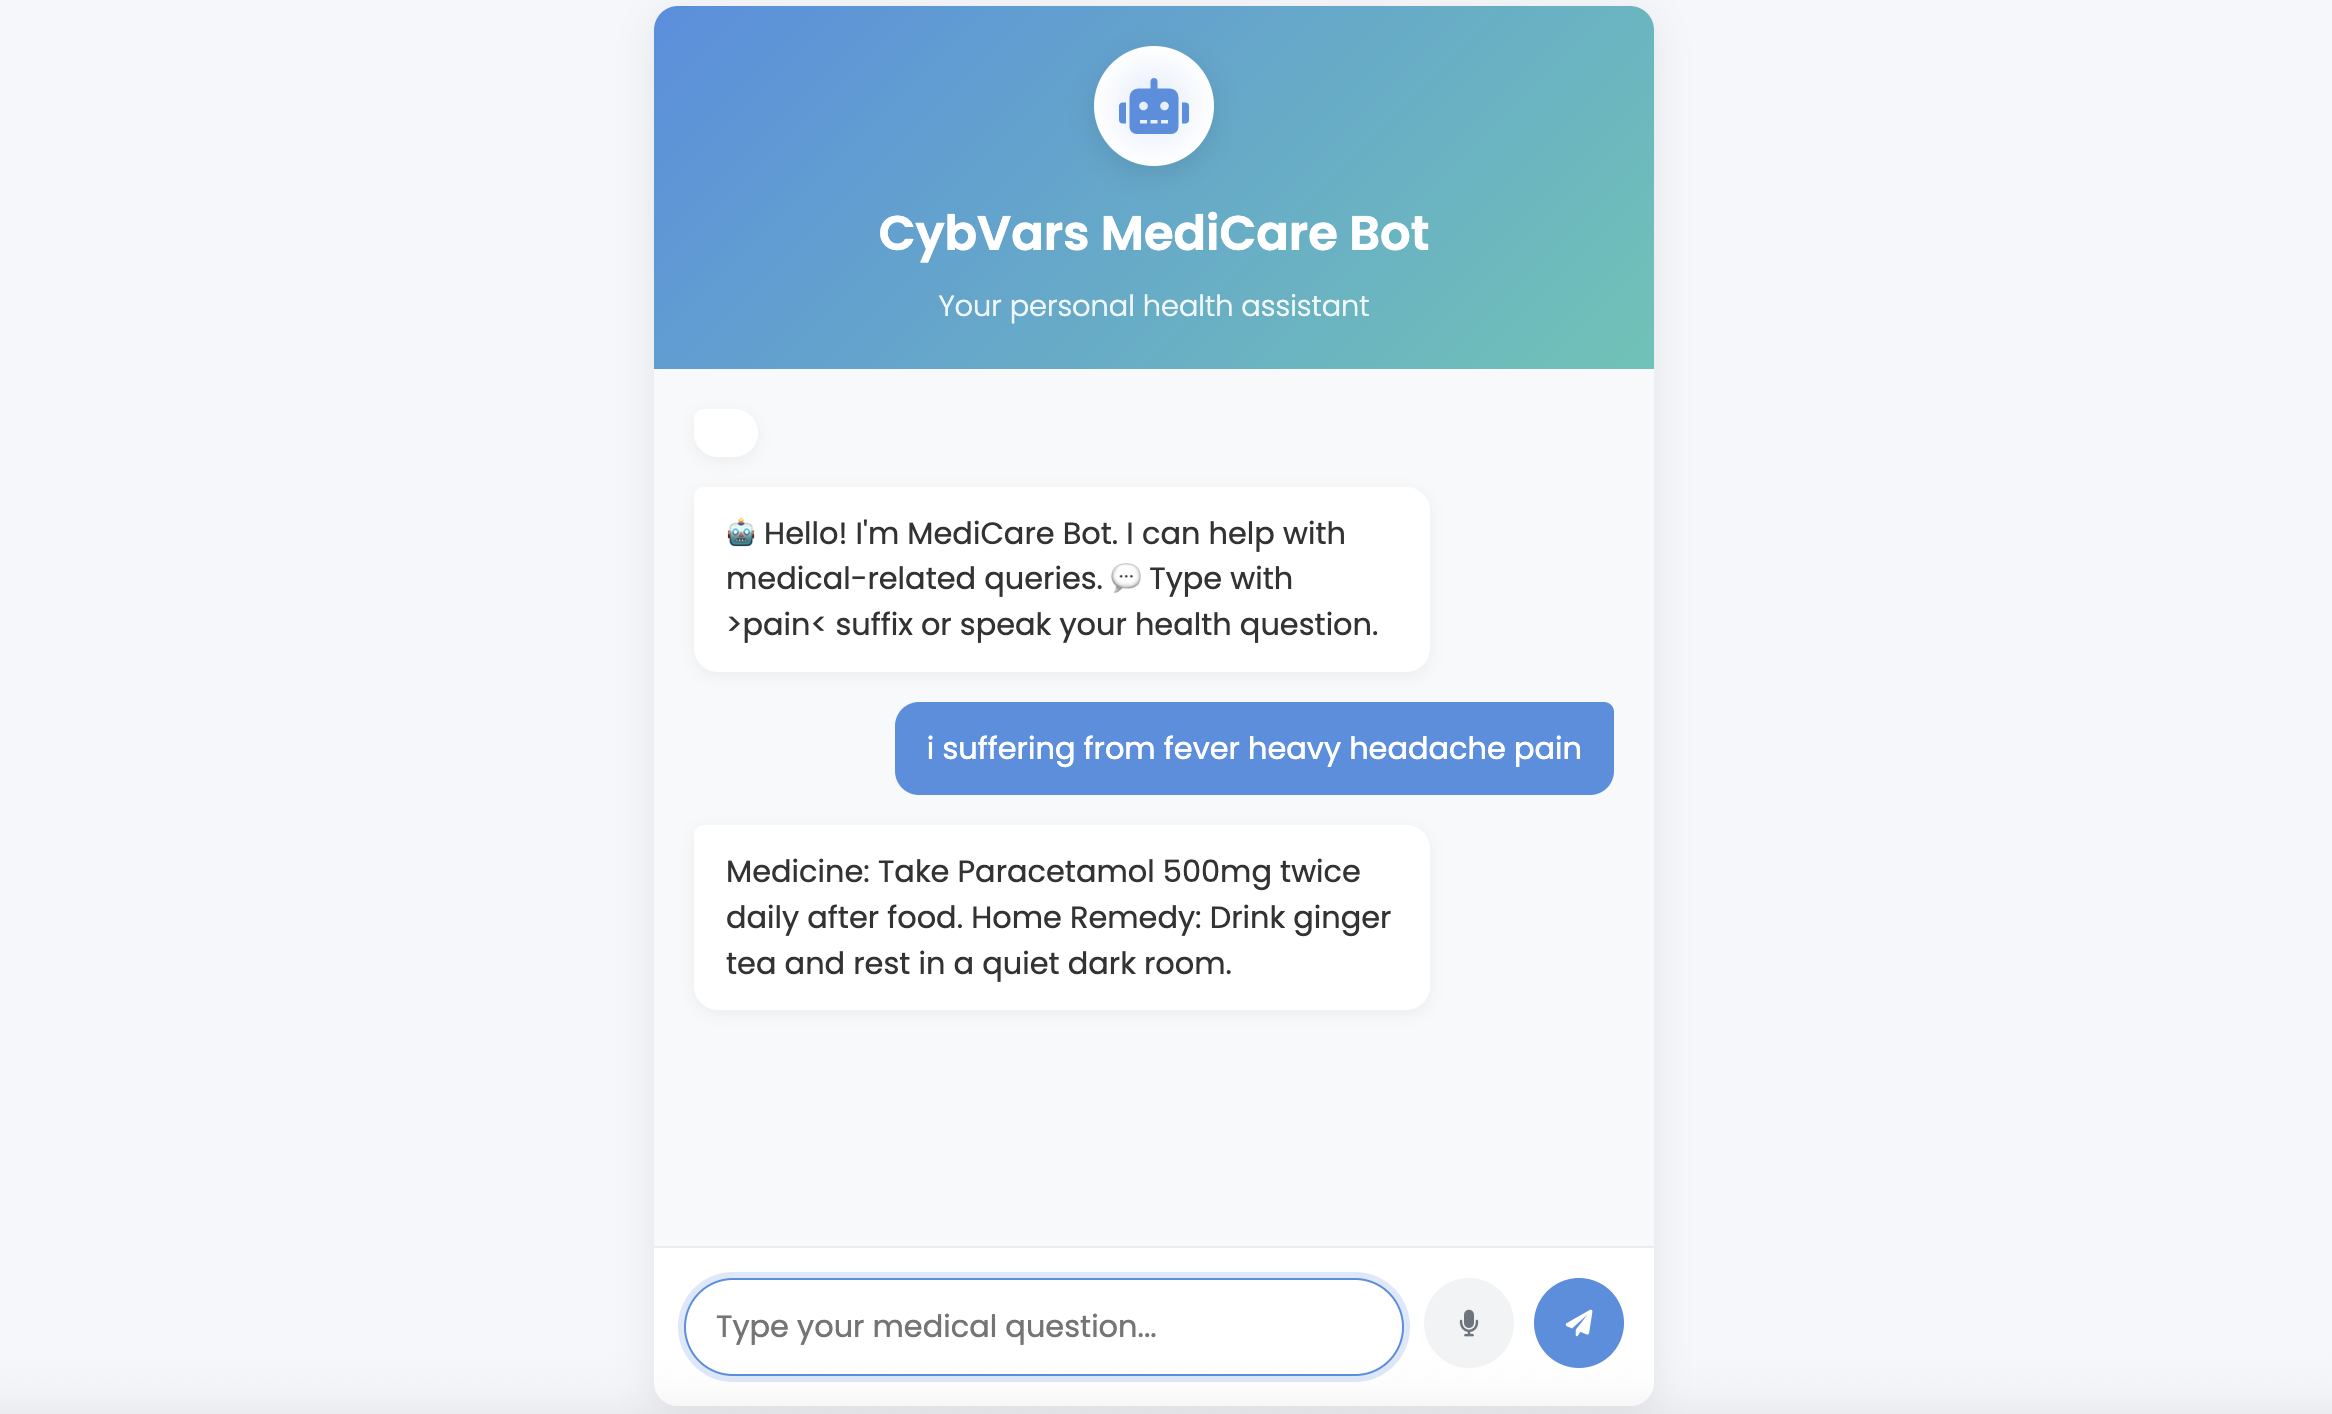 CybVars MediCare Bot
Your personal health assistant
🤖 Hello! I'm MediCare Bot. I can help with
medical-related queries. 💬 Type with
>pain< suffix or speak your health question.
i suffering from fever heavy headache pain
Medicine: Take Paracetamol 500mg twice
daily after food. Home Remedy: Drink ginger
tea and rest in a quiet dark room.
Type your medical question...